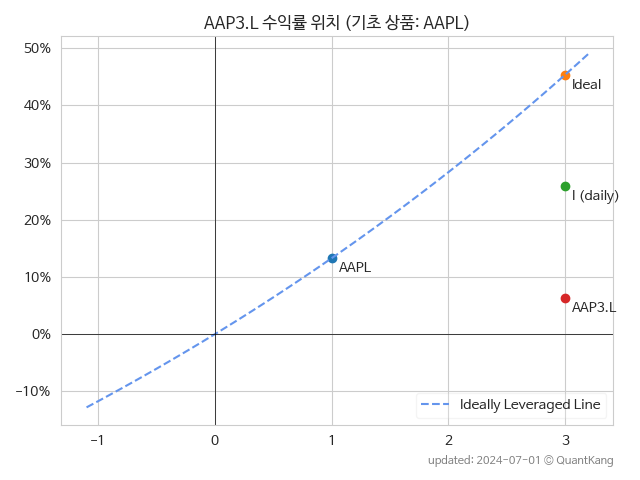 AAP3.L 수익률 위치 (기초 상품: AAPL)
50%
40%
30%
20%
10%
0%
−10%
Ideal
I (daily)
AAPL
AAP3.L
Ideally Leveraged Line
−1
0
1
2
3
updated: 2024-07-01 © QuantKang